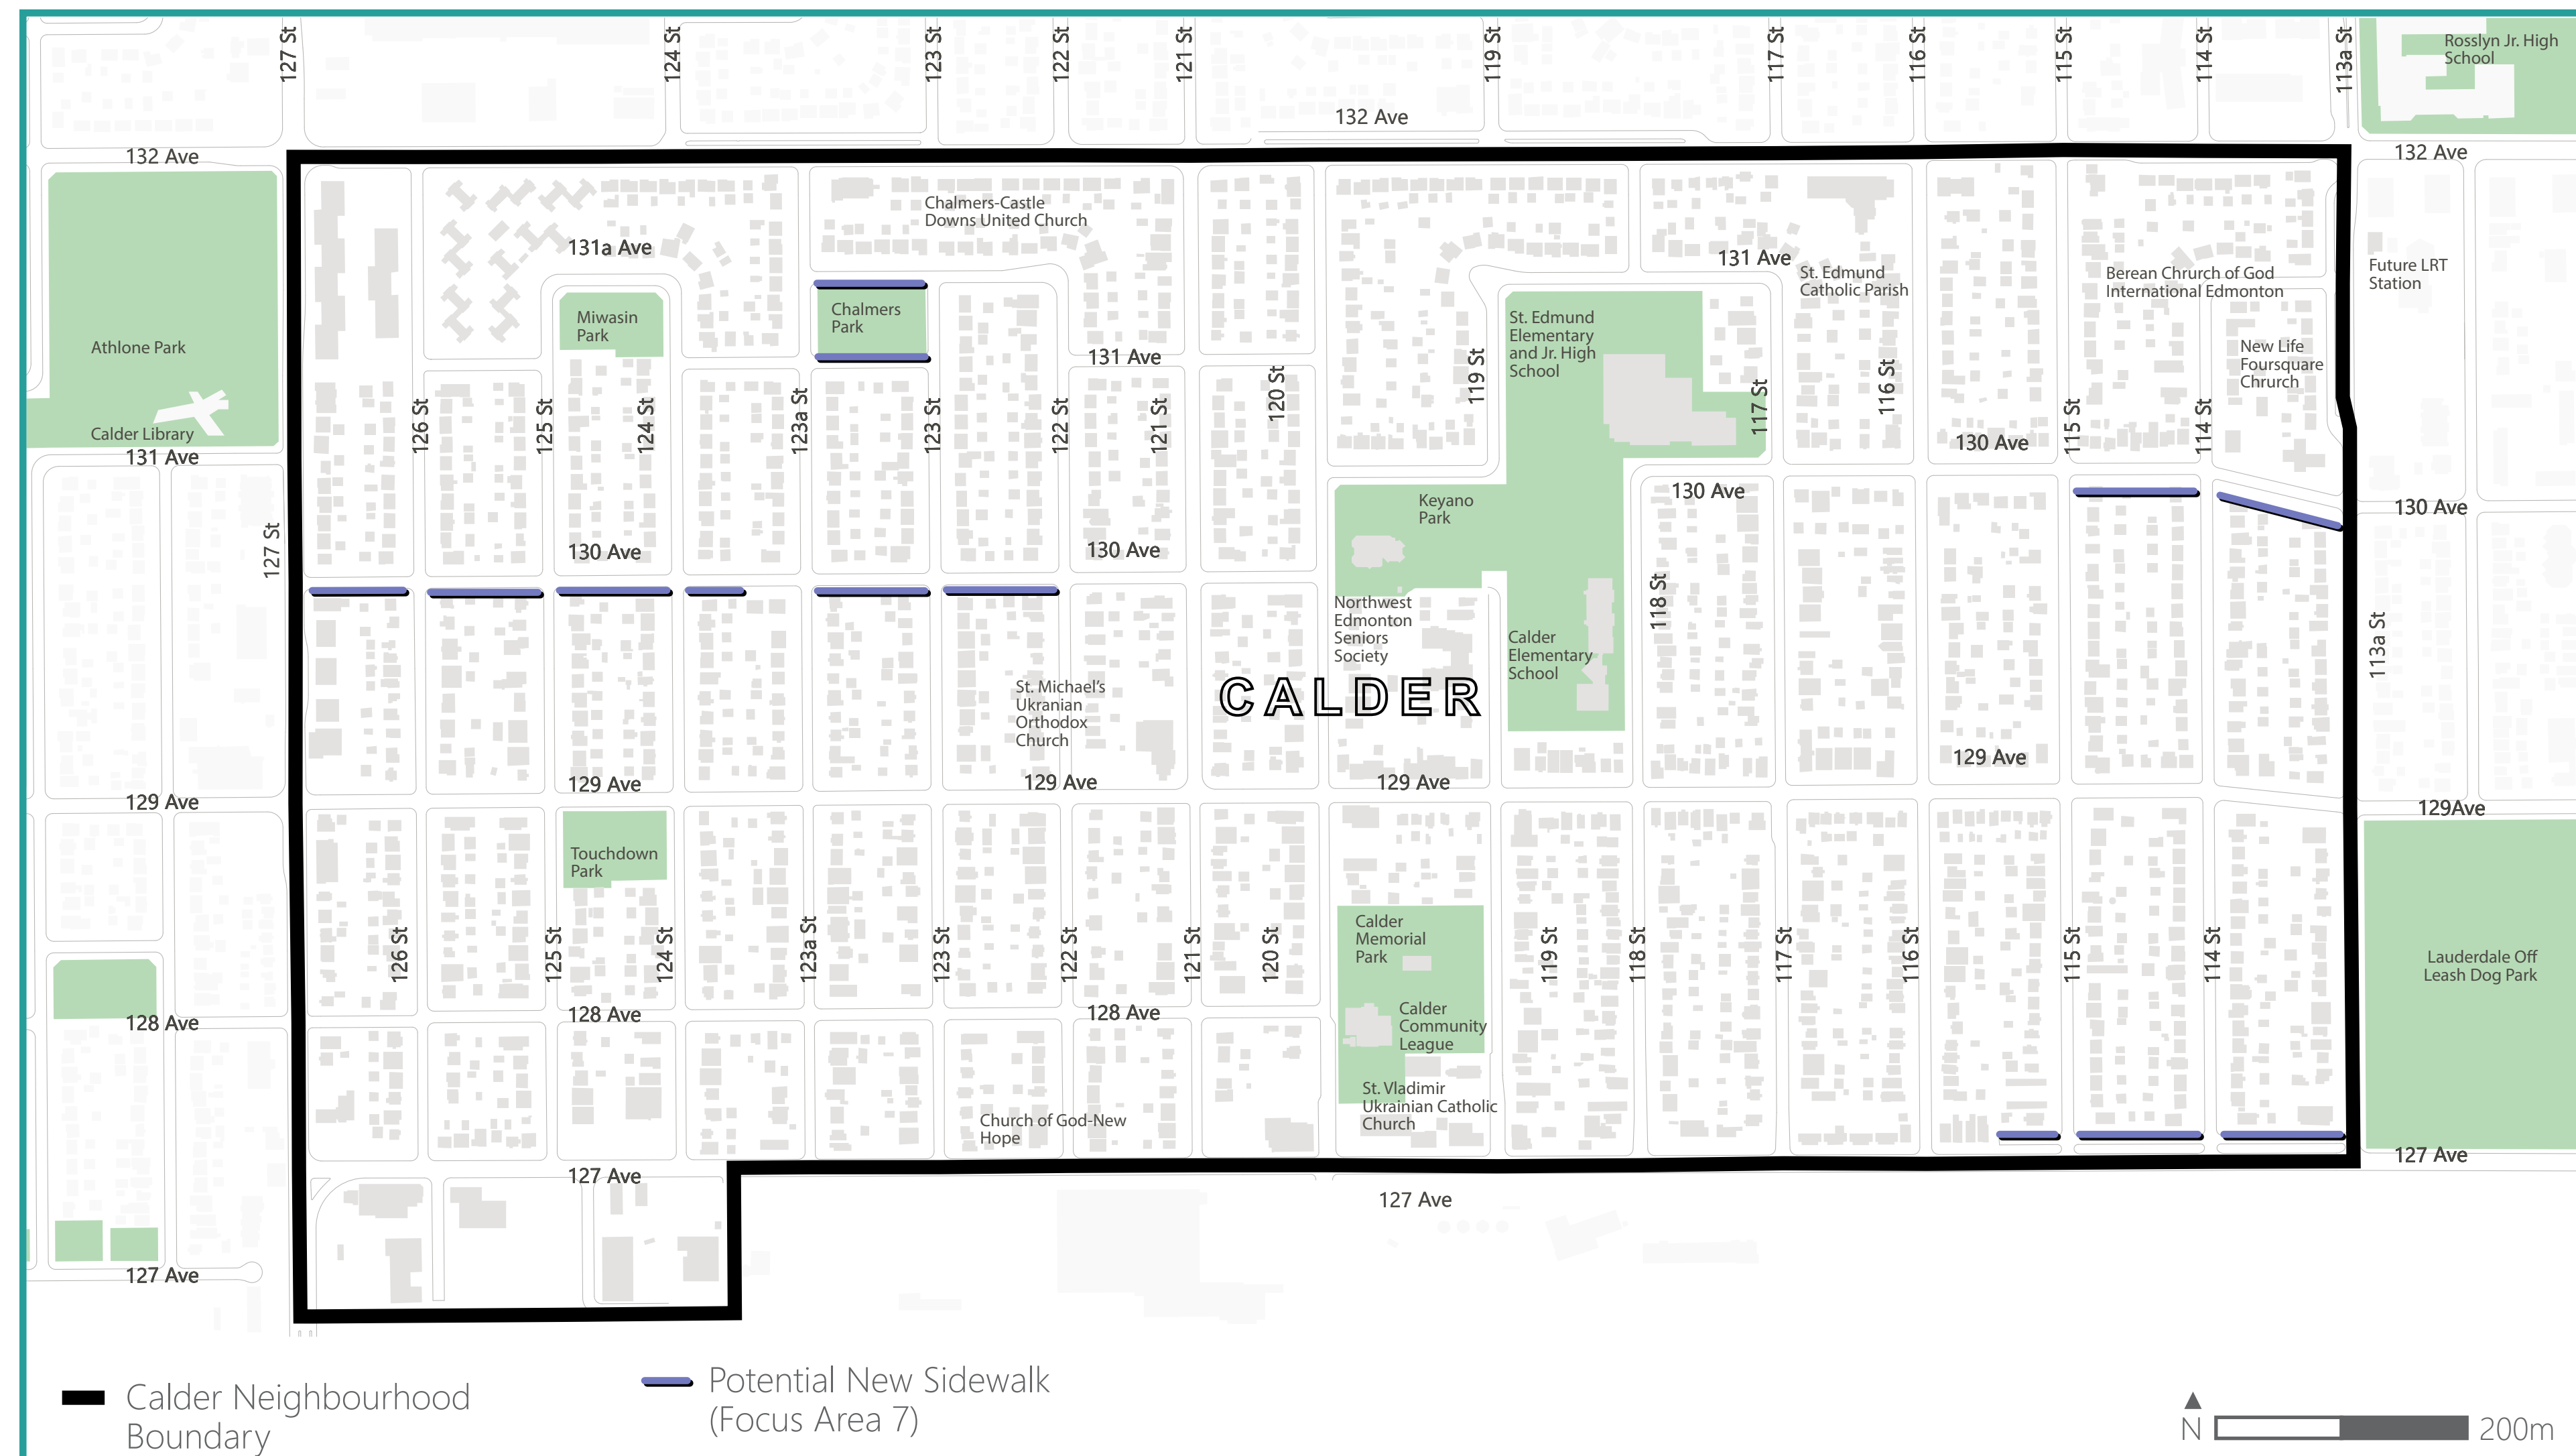 127 St
124 St
123 St
122 St
121 St
119 St
117 St
116 St
115 St
114 St
113a St
Rosslyn Jr. High
School
132 Ave
132 Ave
132 Ave
Chalmers-Castle
Downs United Church
131a Ave
131 Ave
St. Edmund
Catholic Parish
Berean Chrurch of God
International Edmonton
Future LRT
Station
Miwasin
Park
Chalmers
Park
St. Edmund
Elementary
and Jr. High
School
Athlone Park
131 Ave
New Life
Foursquare
Chrurch
119 St
120 St
117 St
116 St
126 St
125 St
124 St
123a St
123 St
122 St
121 St
115 St
114 St
Calder Library
131 Ave
130 Ave
130 Ave
Keyano
Park
130 Ave
127 St
130 Ave
130 Ave
118 St
Northwest
Edmonton
Seniors
Society
Calder
Elementary
School
113a St
St. Michael's
Ukranian
Orthodox
Church
CALDER
129 Ave
129 Ave
129 Ave
129 Ave
129 Ave
129Ave
Touchdown
Park
126 St
125 St
124 St
123a St
123 St
122 St
121 St
120 St
Calder
Memorial
Park
119 St
118 St
117 St
116 St
115 St
114 St
Lauderdale Off
Leash Dog Park
128 Ave
128 Ave
128 Ave
Calder
Community
League
St. Vladimir
Ukrainian Catholic
Church
Church of God-New
Hope
127 Ave
127 Ave
127 Ave
127 Ave
Calder Neighbourhood
Boundary
Potential New Sidewalk
(Focus Area 7)
N
200m